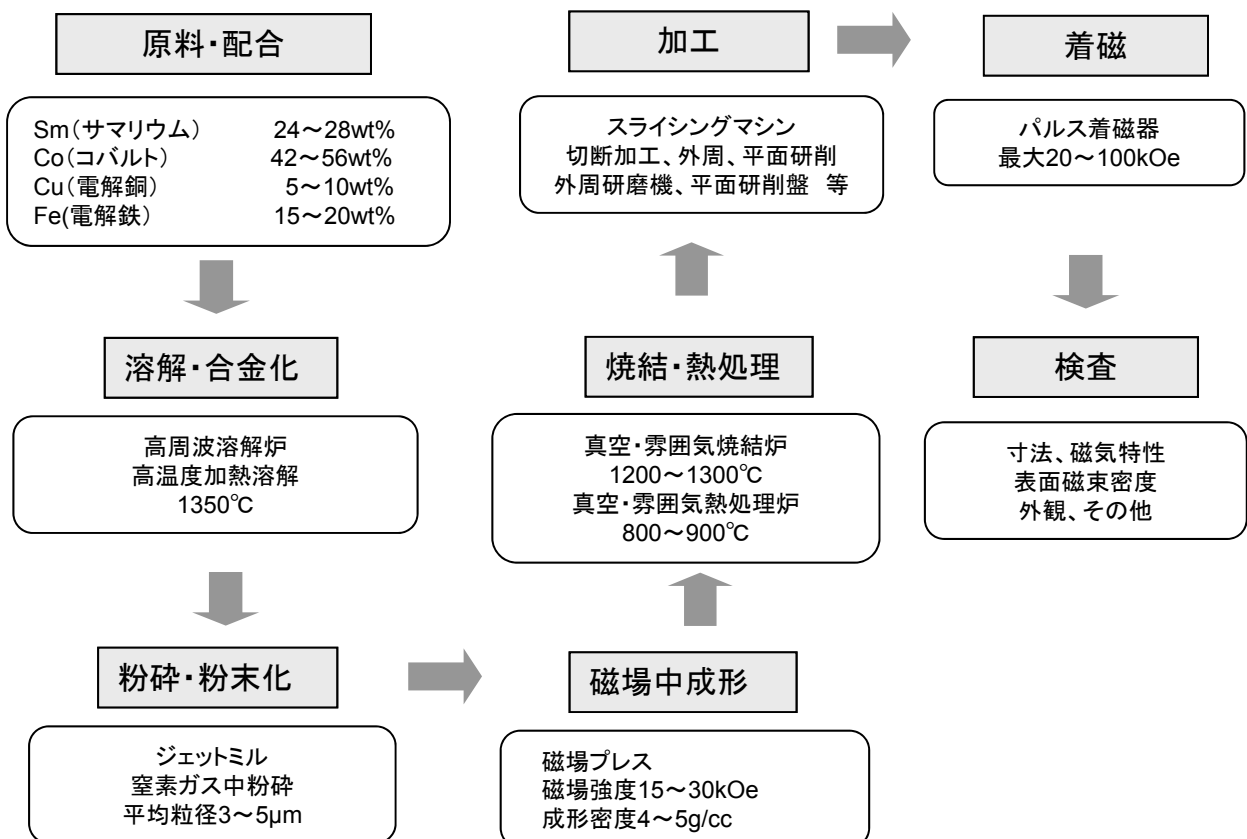 原料・配合
Sm（サマリウム） 24～28wt%
Co（コバルト） 42～56wt%
Cu（電解銅） 5～10wt%
Fe(電解鉄） 15～20wt%
溶解・合金化
高周波溶解炉
高温度加熱溶解
1350℃
粉砕・粉末化
ジェットミル
窒素ガス中粉砕
平均粒径3～5μm
磁場中成形
磁場プレス
磁場強度15～30kOe
成形密度4～5g/cc
焼結・熱処理
真空・雰囲気焼結炉
1200～1300℃
真空・雰囲気熱処理炉
800～900℃
加工
スライシングマシン
切断加工、外周、平面研削
外周研磨機、平面研削盤　等
着磁
パルス着磁器
最大20～100kOe
検査
寸法、磁気特性
表面磁束密度
外観、その他